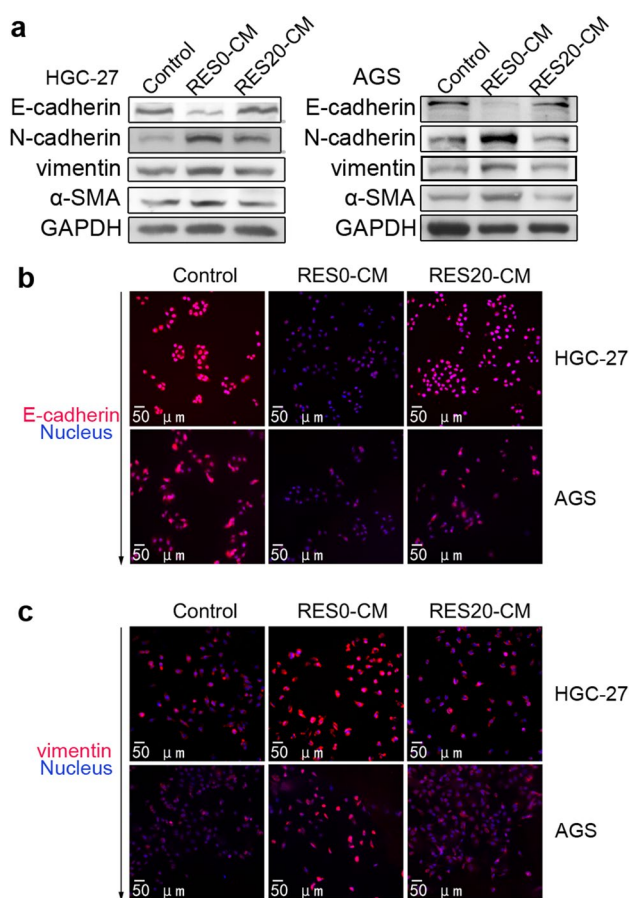 a
HGC-27 Control RES0-CM RES20-CM
E-cadherin
N-cadherin
vimentin
α-SMA
GAPDH
AGS Control RES0-CM RES20-CM
E-cadherin
N-cadherin
vimentin
α-SMA
GAPDH
b
Control RES0-CM RES20-CM
E-cadherin
Nucleus
50 μm 50 μm 50 μm HGC-27
50 μm 50 μm 50 μm AGS
c
Control RES0-CM RES20-CM
vimentin
Nucleus
50 μm 50 μm 50 μm HGC-27
50 μm 50 μm 50 μm AGS